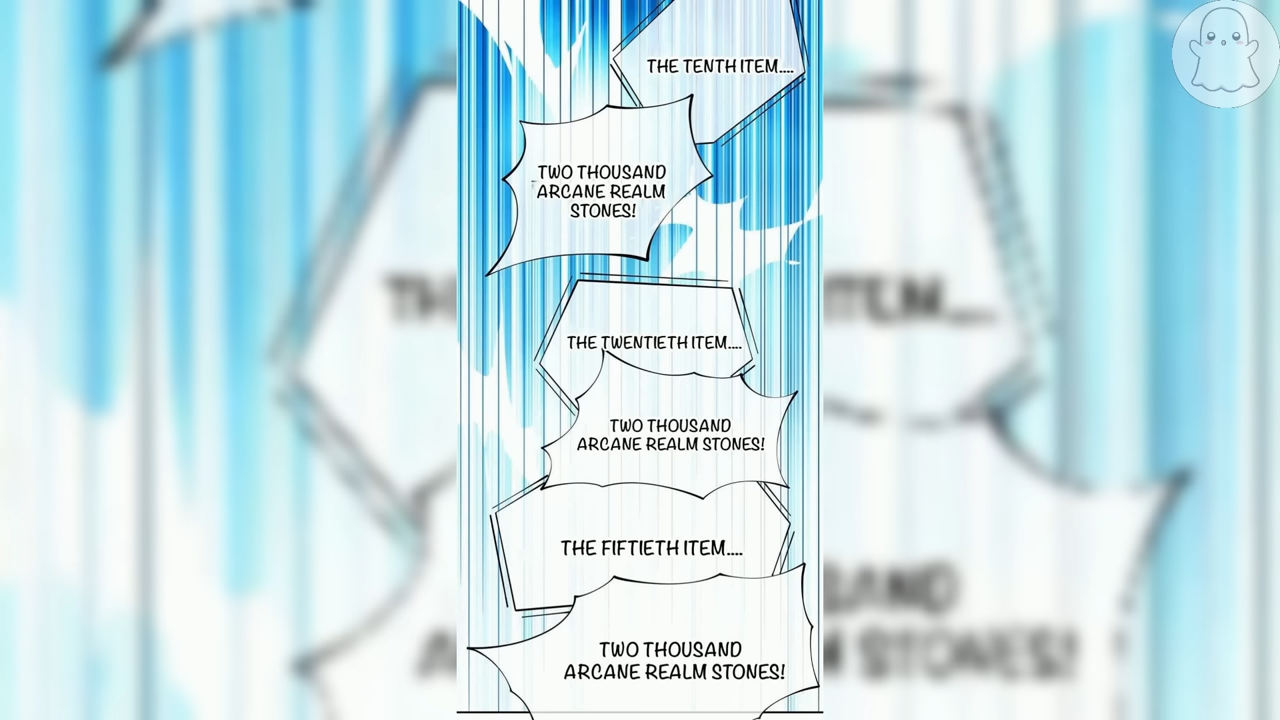 THE TENTH ITEM....
TWO THOUSAND
ARCANE REALM
STONES!
THE TWENTIETH ITEM....
TWO THOUSAND
ARCANE REALM STONES!
THE FIFTIETH ITEM....
TWO THOUSAND
ARCANE REALM STONES!